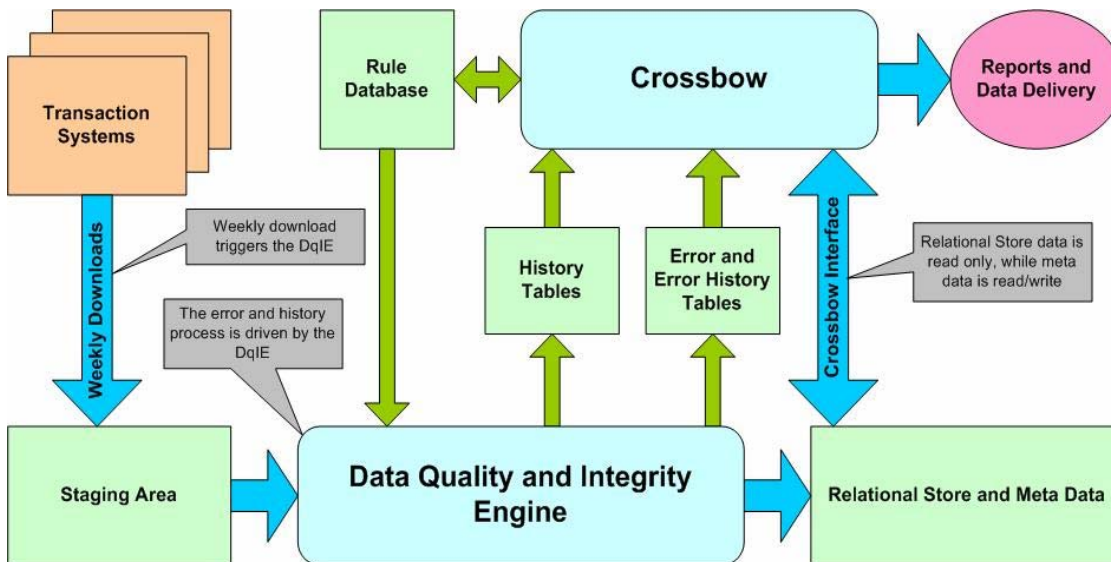 Transaction
Systems
Rule
Database
Crossbow
Reports and
Data Delivery
Weekly Downloads
Weekly download
triggers the DqIE
The error and history
process is driven by the
DqIE
History
Tables
Error and
Error History
Tables
Crossbow Interface
Relational Store data is
read only, while meta
data is read/write
Staging Area
Data Quality and Integrity
Engine
Relational Store and Meta Data